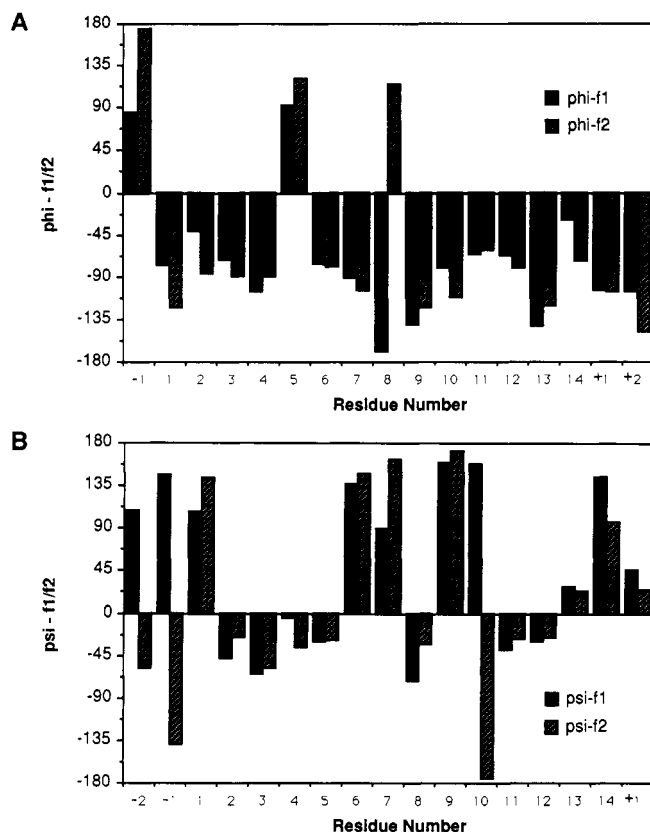 A
180
135
90
45
0
-45
-90
-135
-180
phi - f1/f2
phi-f1
phi-f2
-1 1 2 3 4 5 6 7 8 9 10 11 12 13 14 +1 +2
Residue Number
B
180
135
90
45
0
-45
-90
-135
-180
psi - f1/f2
psi-f1
psi-f2
-2 -1 1 2 3 4 5 6 7 8 9 10 11 12 13 14 +1
Residue Number